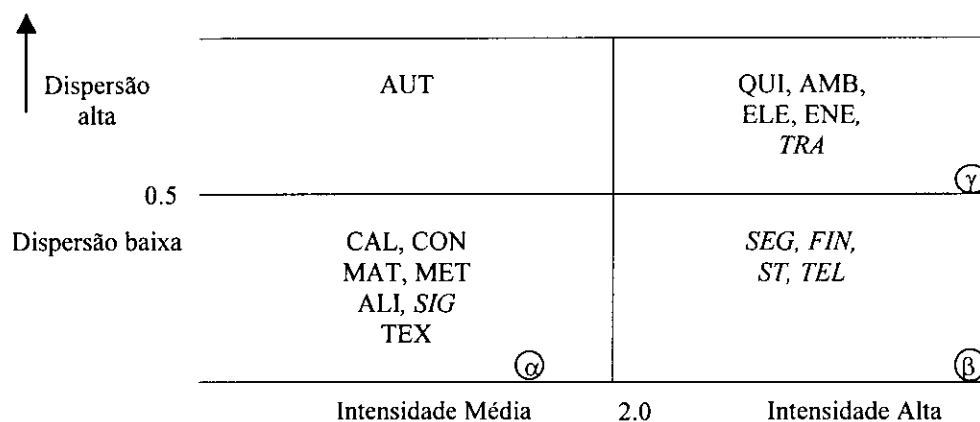 Dispersão
alta
AUT
QUI, AMB,
ELE, ENE,
TRA
γ
0.5
Dispersão baixa
CAL, CON
MAT, MET
ALI, SIG
TEX
α
SEG, FIN,
ST, TEL
β
Intensidade Média 2.0 Intensidade Alta